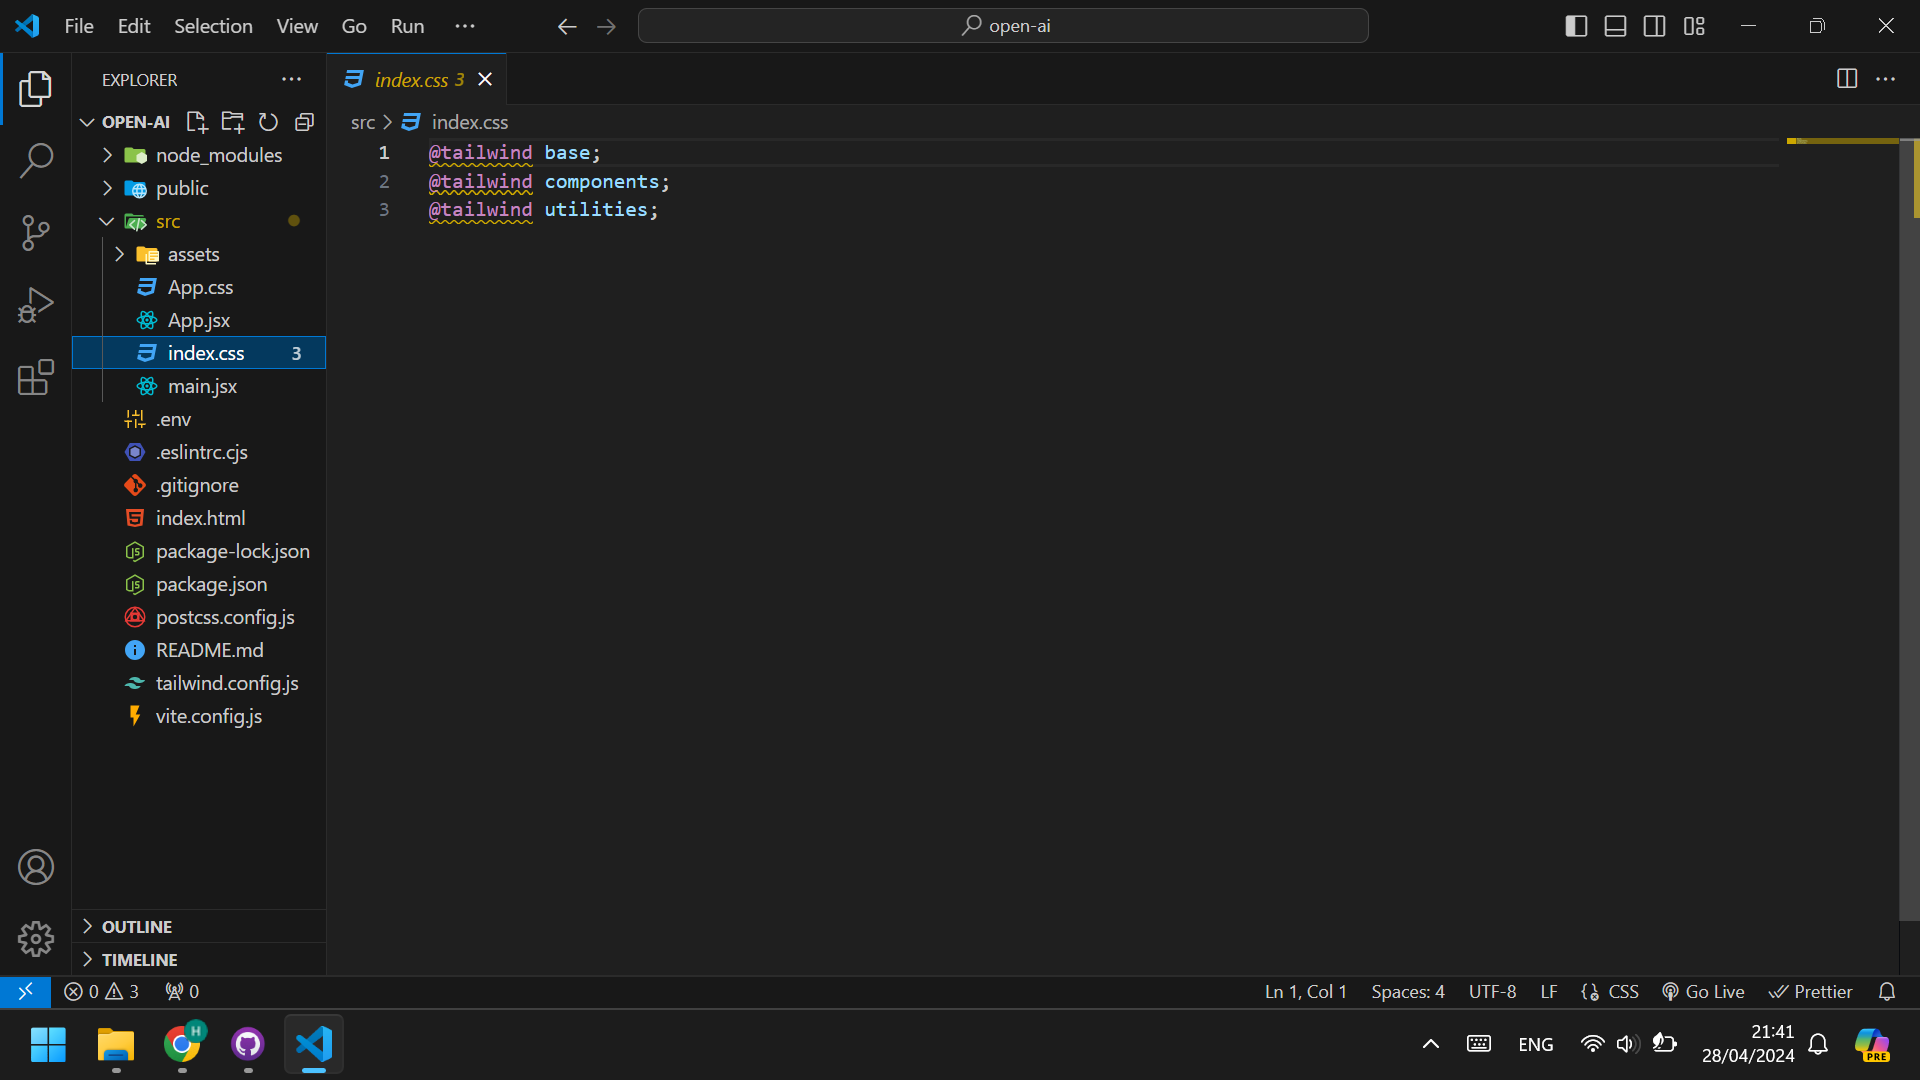 File Edit Selection View Go Run ··· open-ai
EXPLORER
index.css 3
OPEN-AI
src > index.css
node_modules
public
src
assets
App.css
App.jsx
index.css 3
main.jsx
.env
.eslintrc.cjs
.gitignore
index.html
package-lock.json
package.json
postcss.config.js
README.md
tailwind.config.js
vite.config.js
OUTLINE
TIMELINE
1 @tailwind base;
2 @tailwind components;
3 @tailwind utilities;
0 3 0 Ln 1, Col 1 Spaces: 4 UTF-8 LF CSS Go Live Prettier
H
ENG
21:41
28/04/2024
PRE